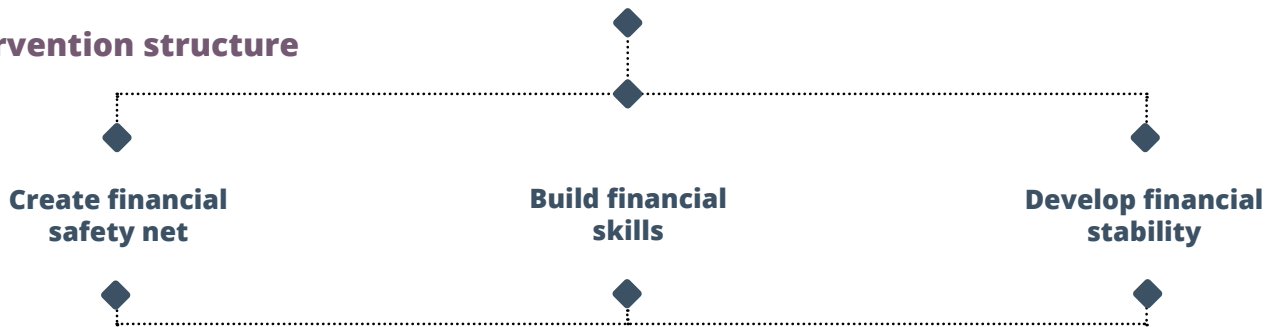 rvention structure
Create financial
safety net
Build financial
skills
Develop financial
stability